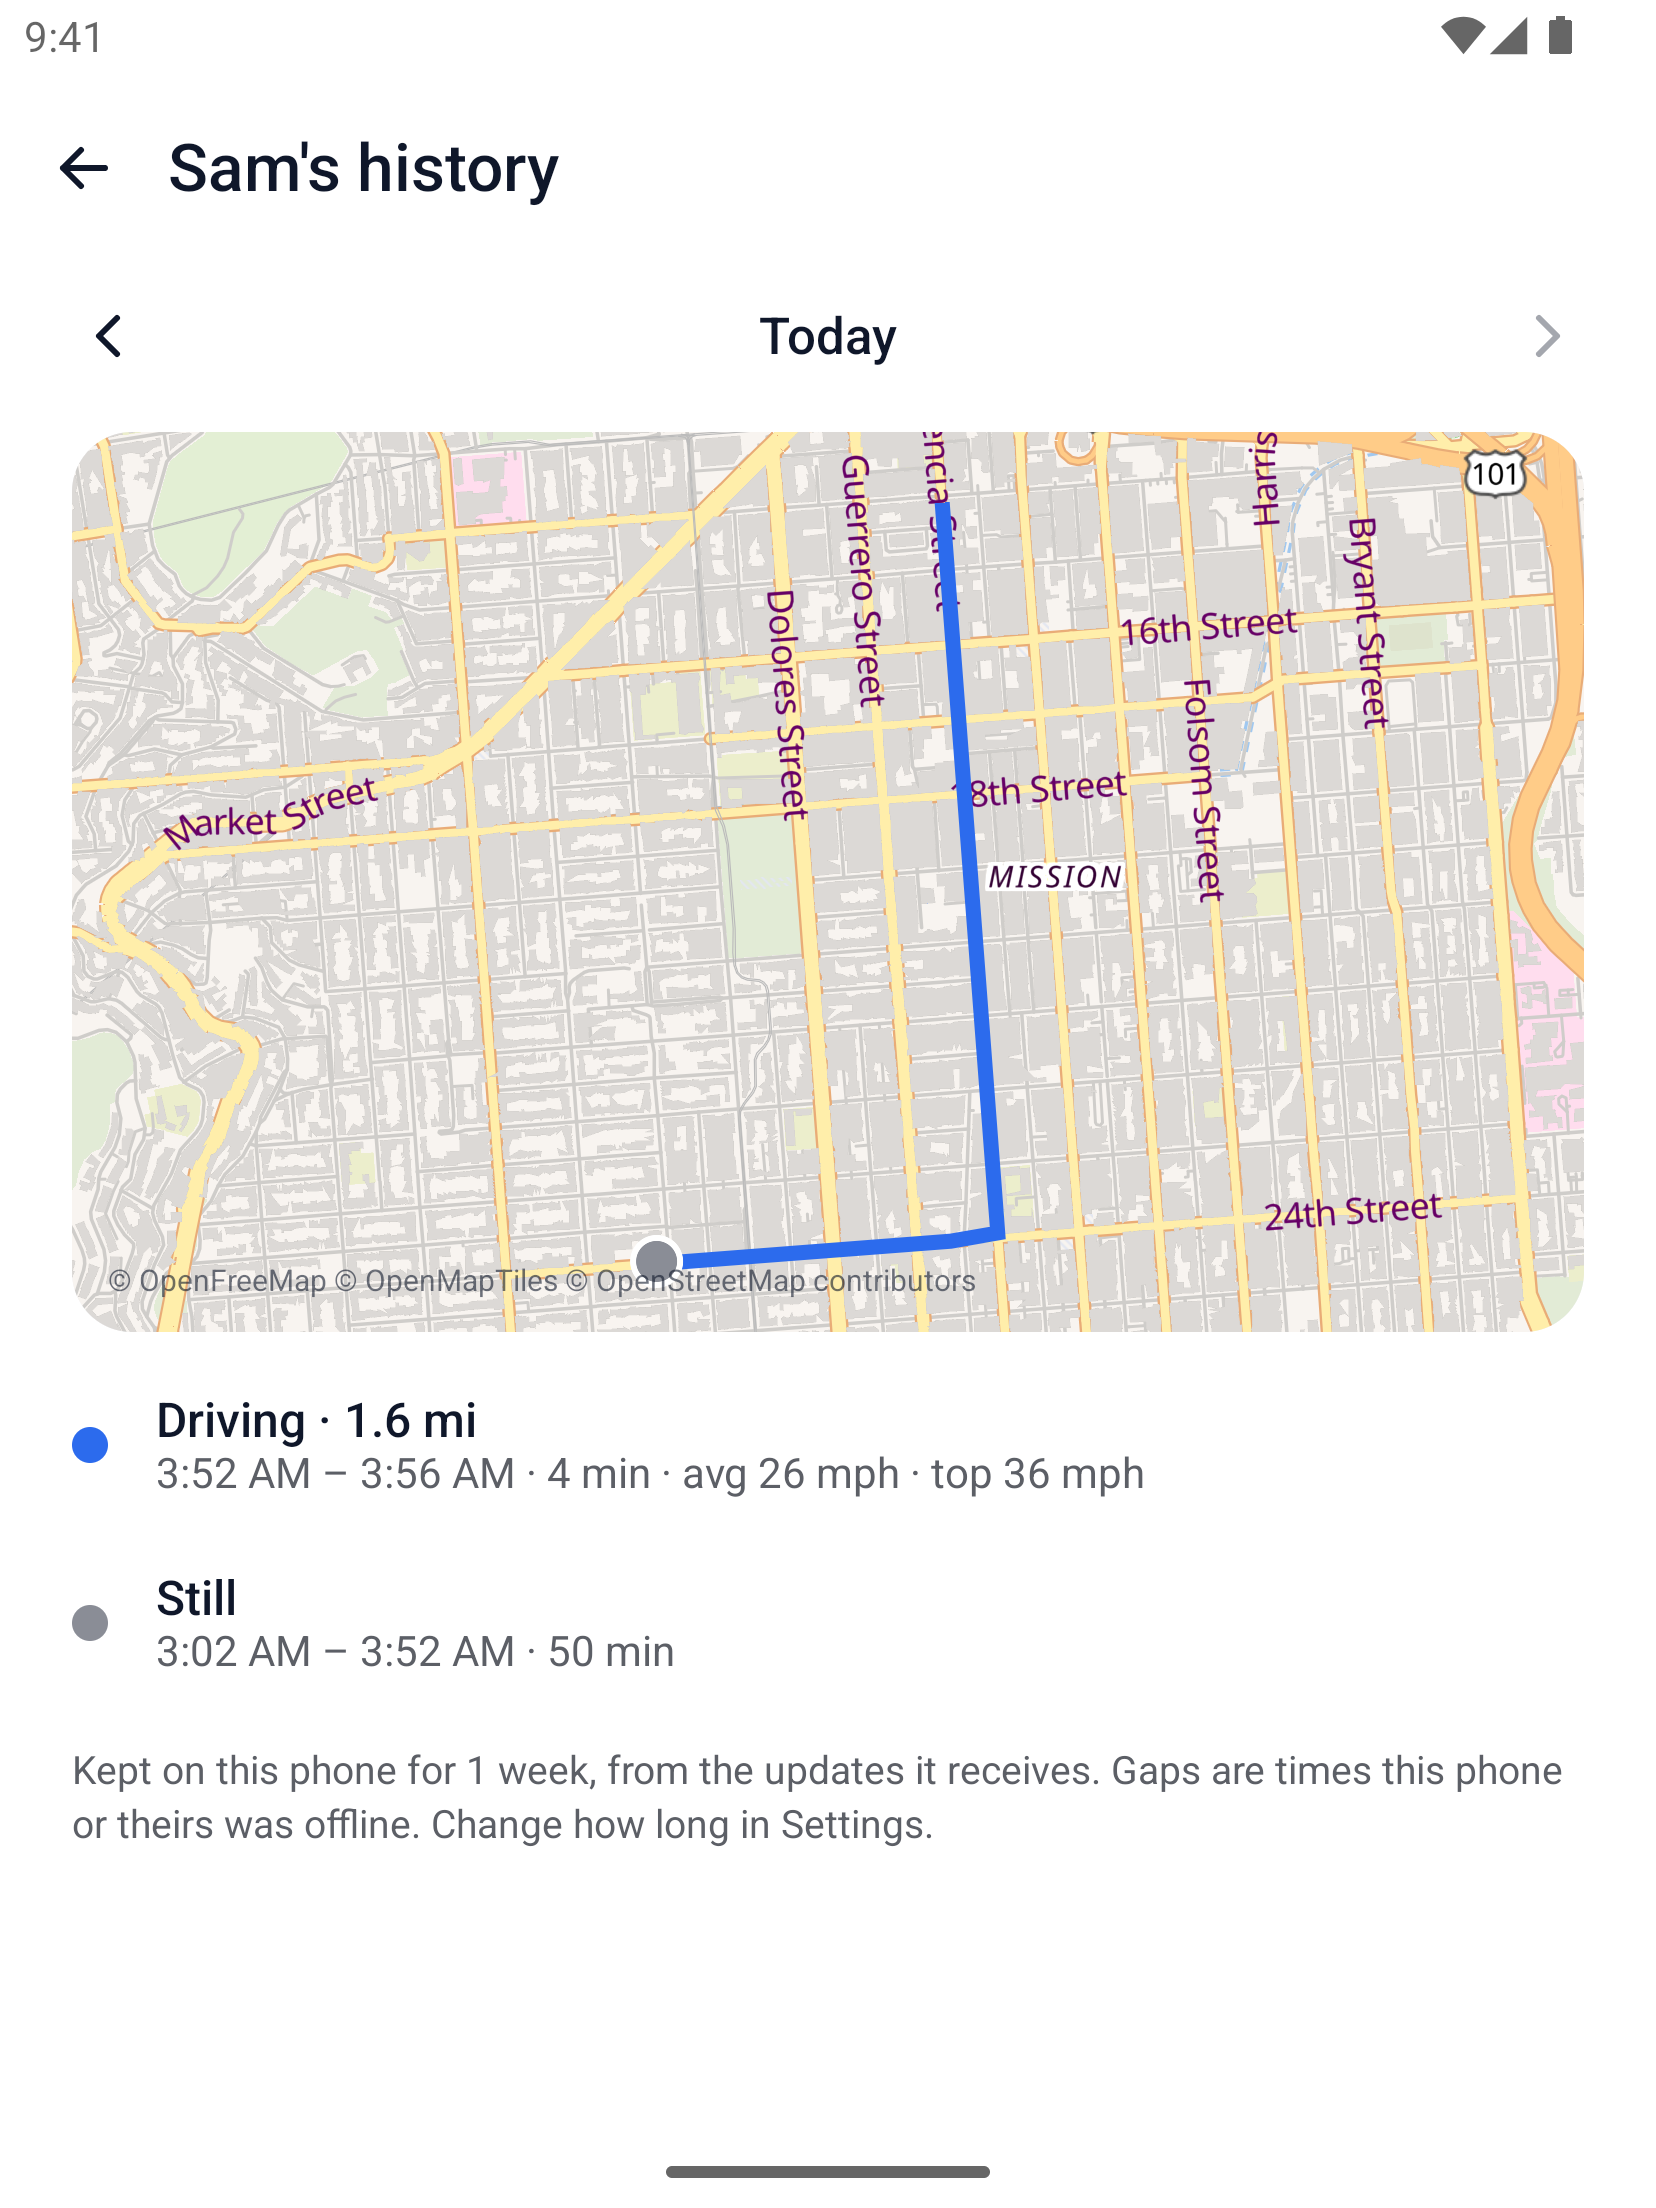 9:41
Sam's history
Today
101
Guerrero Street
Street
Harris
Bryant Street
Dolores Street
16th Street
Folsom Street
Market Street
18th Street
MISSION
24th Street
© OpenFreeMap © OpenMapTiles © OpenStreetMap contributors
Driving · 1.6 mi
3:52 AM – 3:56 AM · 4 min · avg 26 mph · top 36 mph
Still
3:02 AM – 3:52 AM · 50 min
Kept on this phone for 1 week, from the updates it receives. Gaps are times this phone
or theirs was offline. Change how long in Settings.